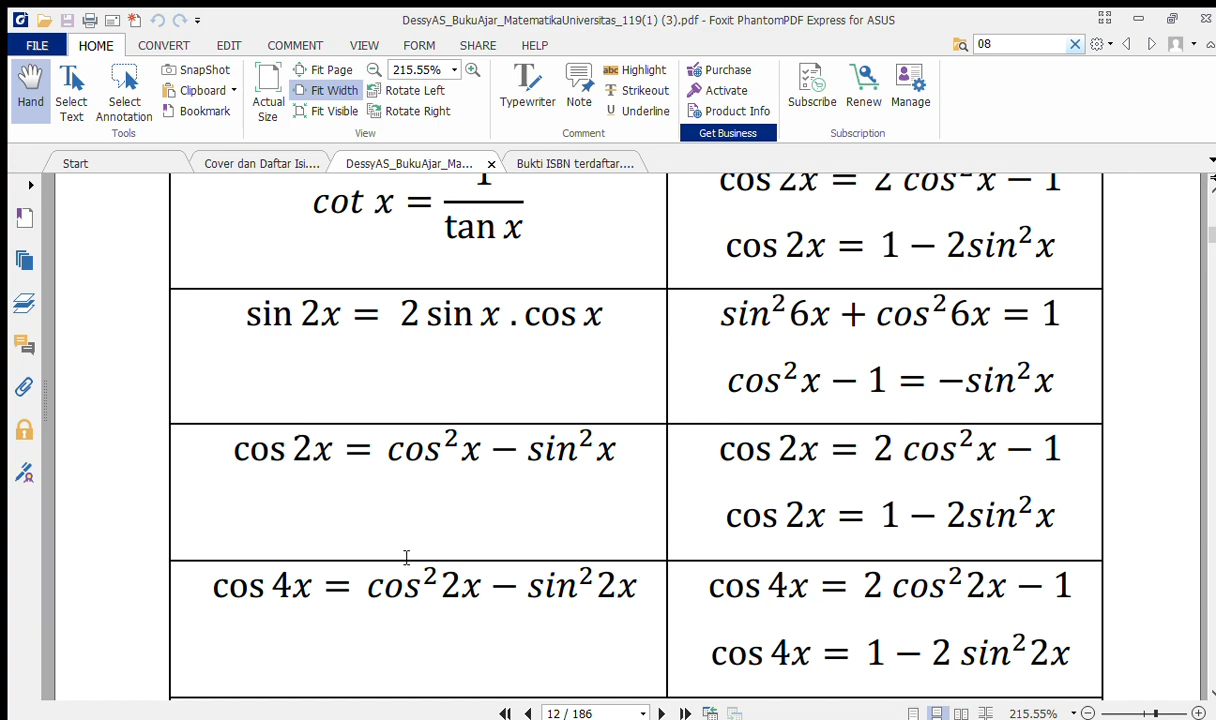 DessyAS_BukuAjar_MatematikaUniversitas_119(1) (3).pdf - Foxit PhantomPDF Express for ASUS
FILE HOME CONVERT EDIT COMMENT VIEW FORM SHARE HELP 08
Hand
Select Text
Select Annotation
SnapShot
Clipboard
Bookmark
Tools
Actual Size
Fit Page
Fit Width
Fit Visible
215.55%
Rotate Left
Rotate Right
View
Typewriter
Note
Highlight
Strikeout
Underline
Comment
Purchase
Activate
Product Info
Get Business
Subscribe
Renew
Manage
Subscription
Start Cover dan Daftar Isi.... DessyAS_BukuAjar_Ma... Bukti ISBN terdaftar....
cot x = 1 / tan x
cos 2x = 2 cos²x − 1
cos 2x = 1 − 2sin²x
sin 2x = 2 sin x . cos x
sin²6x + cos²6x = 1
cos²x − 1 = −sin²x
cos 2x = cos²x − sin²x
cos 2x = 2 cos²x − 1
cos 2x = 1 − 2sin²x
cos 4x = cos²2x − sin²2x
cos 4x = 2 cos²2x − 1
cos 4x = 1 − 2 sin²2x
12 / 186 215.55%